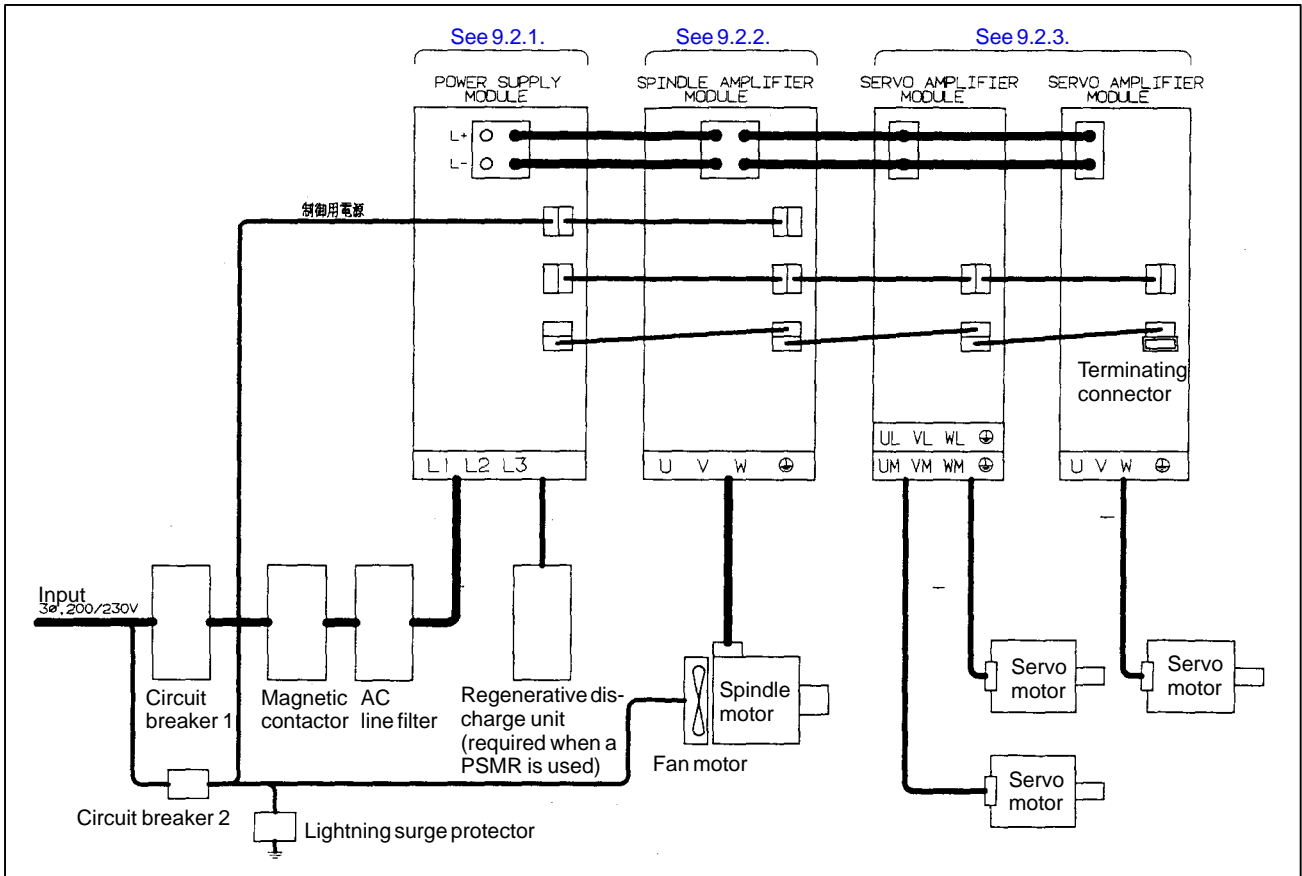 See 9.2.1.
See 9.2.2.
See 9.2.3.
POWER SUPPLY
MODULE
SPINDLE AMPLIFIER
MODULE
SERVO AMPLIFIER
MODULE
SERVO AMPLIFIER
MODULE
L+
L-
制御用電源
Terminating
connector
L1 L2 L3
U V W
UL VL WL
UM VM WM
U V W
Input
3ø,200/230V
Circuit
breaker 1
Magnetic
contactor
AC
line filter
Regenerative dis-
charge unit
(required when a
PSMR is used)
Fan motor
Spindle
motor
Servo
motor
Servo
motor
Servo
motor
Circuit breaker 2
Lightning surge protector